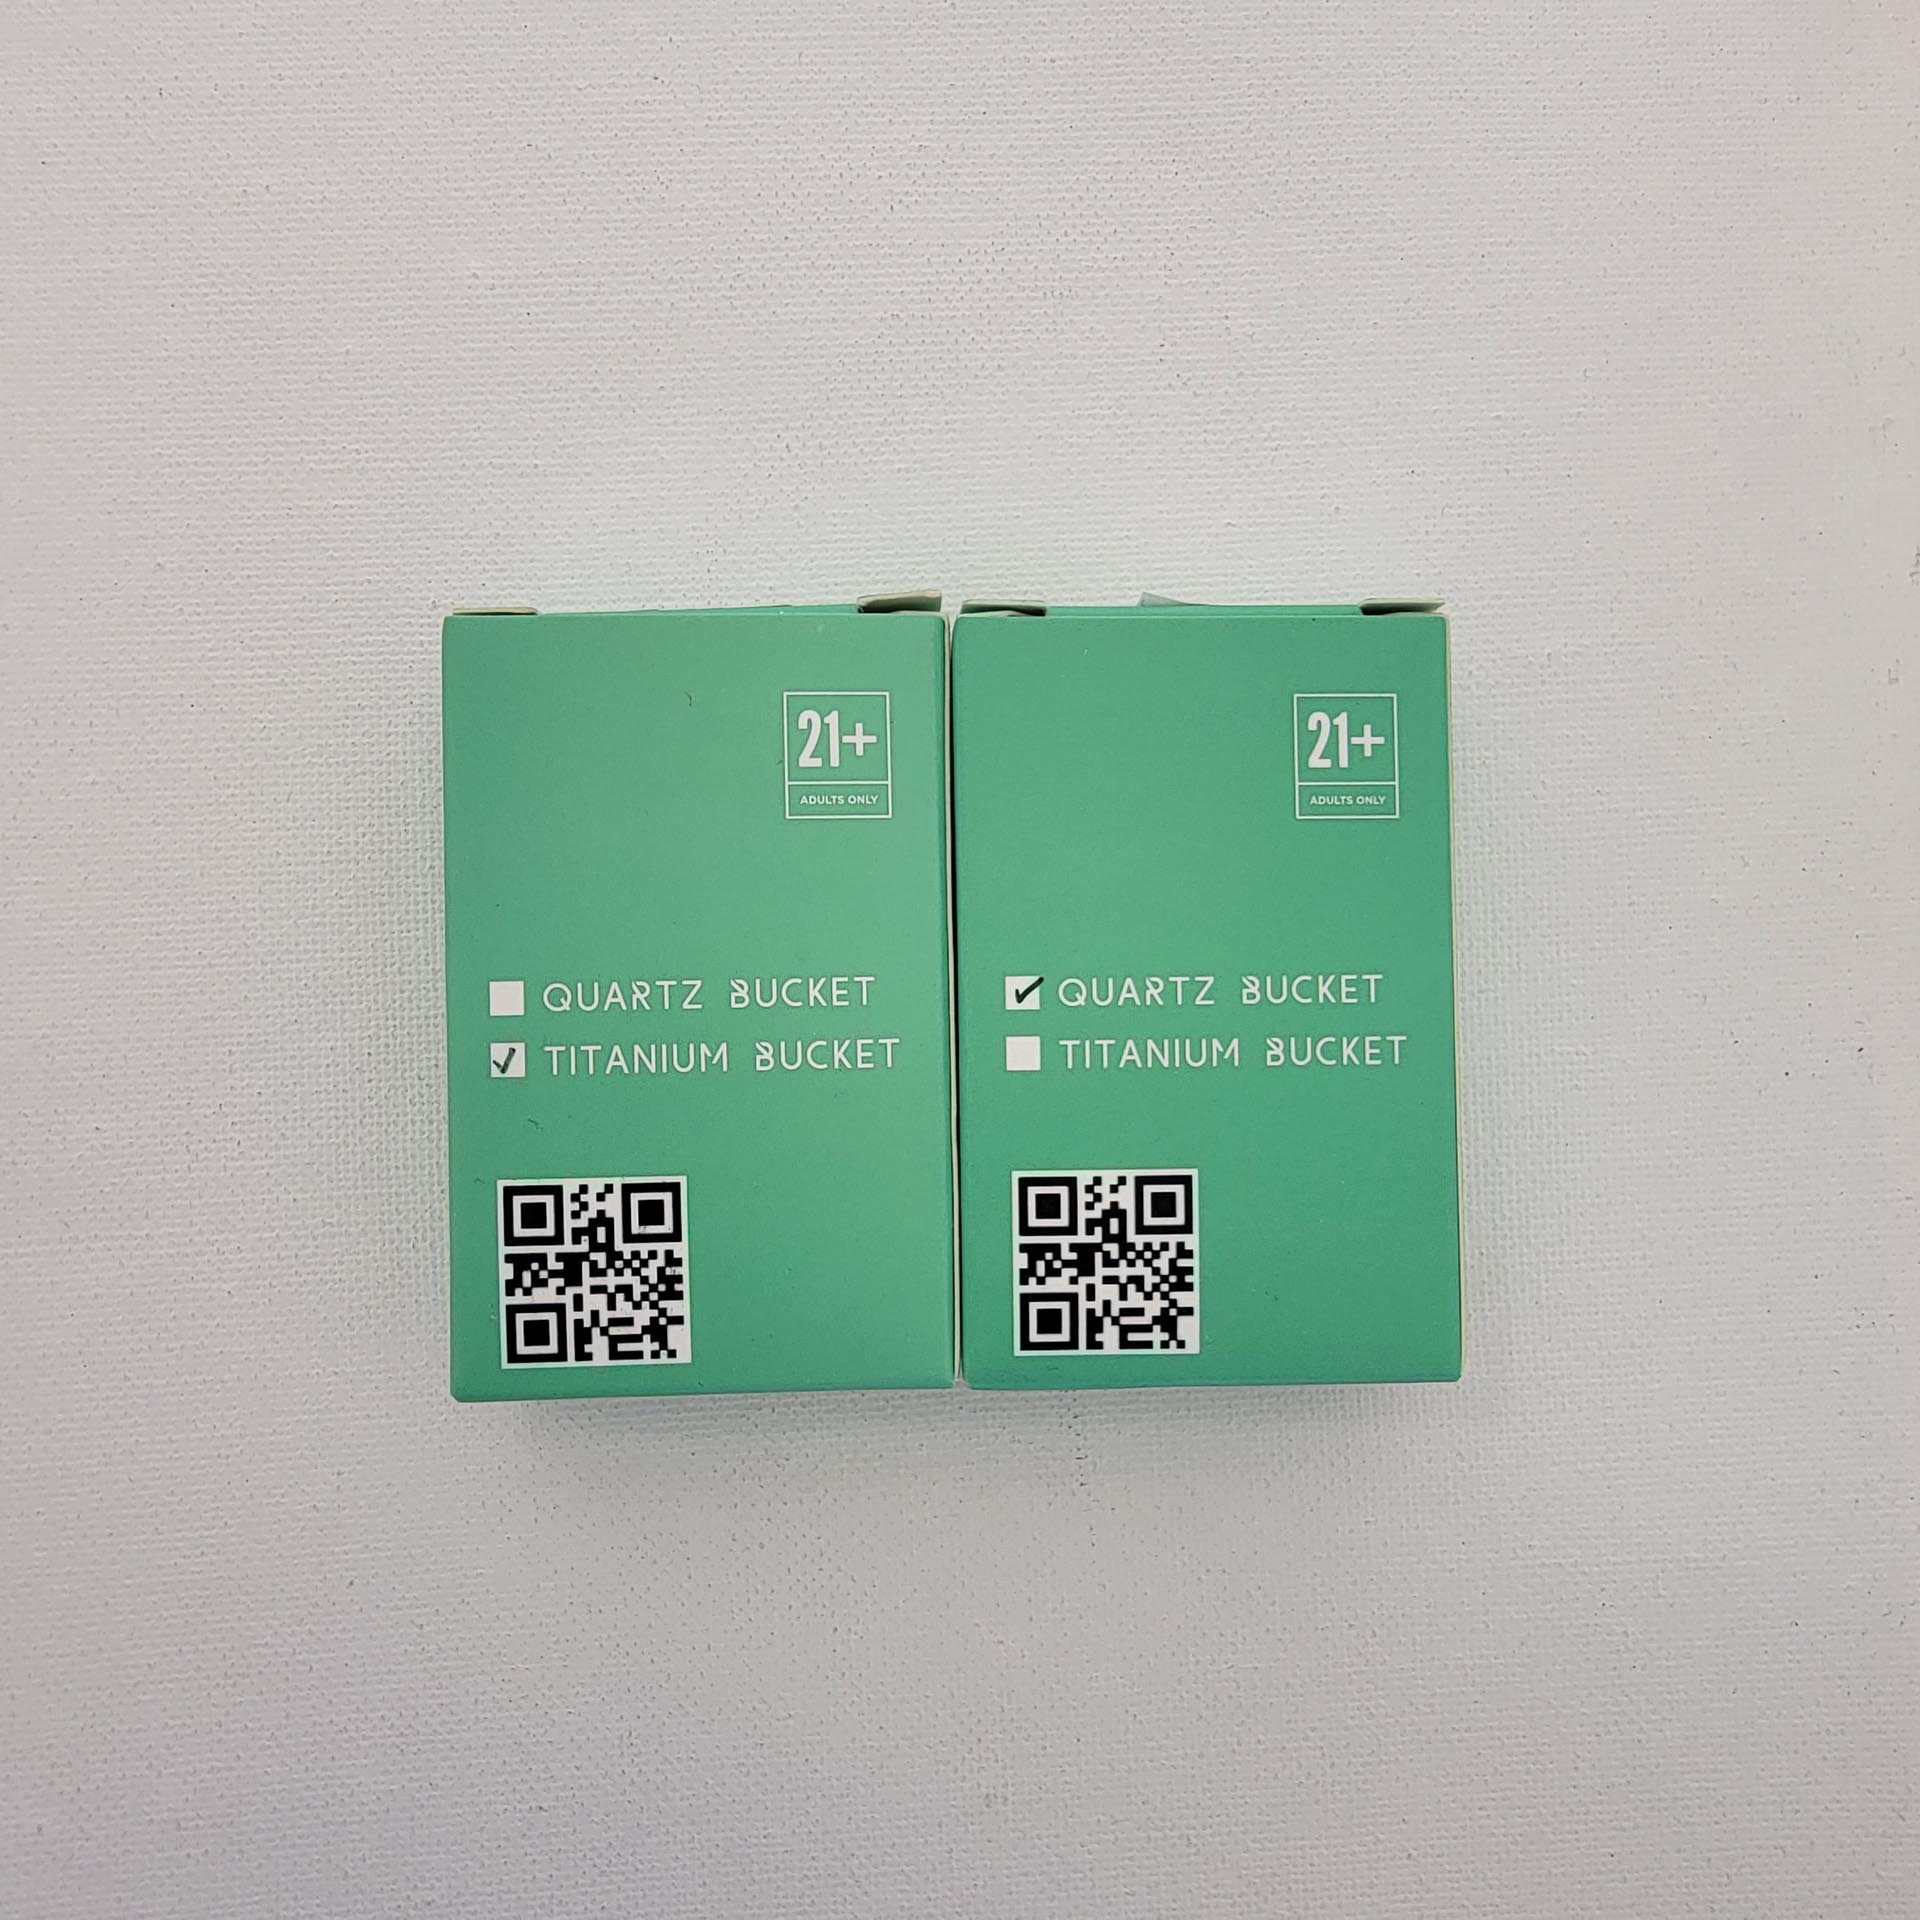 21+
ADULTS ONLY
QUARTZ BUCKET
TITANIUM BUCKET
21+
ADULTS ONLY
QUARTZ BUCKET
TITANIUM BUCKET